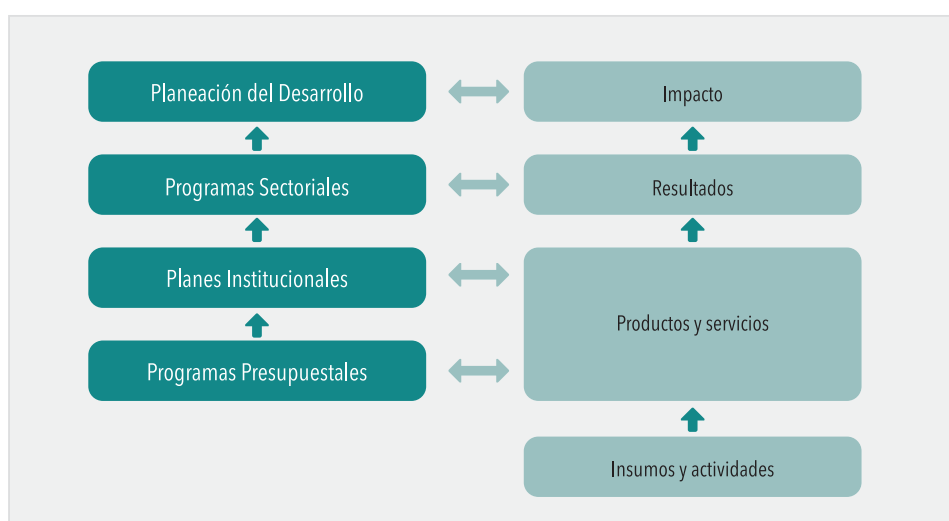 Planeación del Desarrollo
Impacto
Programas Sectoriales
Resultados
Planes Institucionales
Productos y servicios
Programas Presupuestales
Insumos y actividades